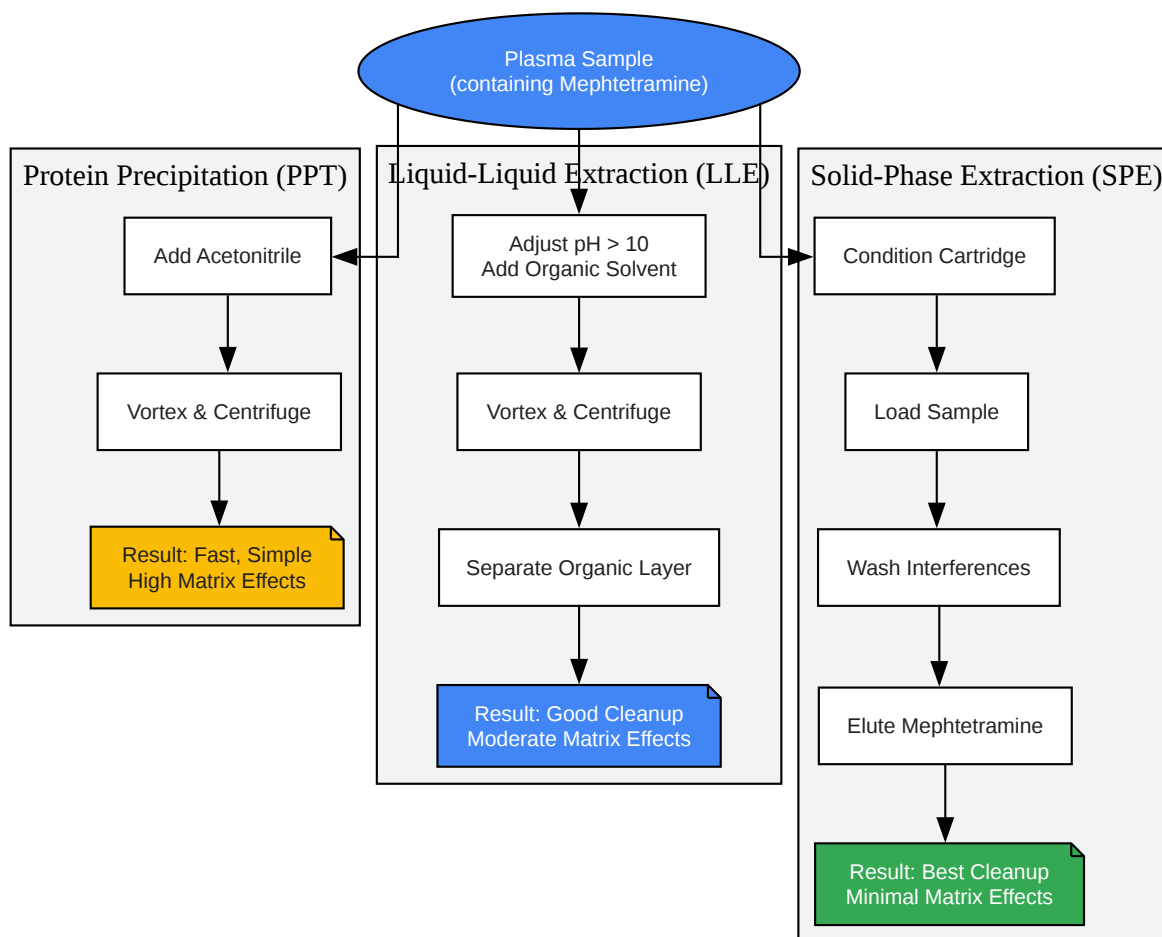 Plasma Sample
(containing Mephtetramine)
Protein Precipitation (PPT)
Add Acetonitrile
Vortex & Centrifuge
Result: Fast, Simple
High Matrix Effects
Liquid-Liquid Extraction (LLE)
Adjust pH > 10
Add Organic Solvent
Vortex & Centrifuge
Separate Organic Layer
Result: Good Cleanup
Moderate Matrix Effects
Solid-Phase Extraction (SPE)
Condition Cartridge
Load Sample
Wash Interferences
Elute Mephtetramine
Result: Best Cleanup
Minimal Matrix Effects